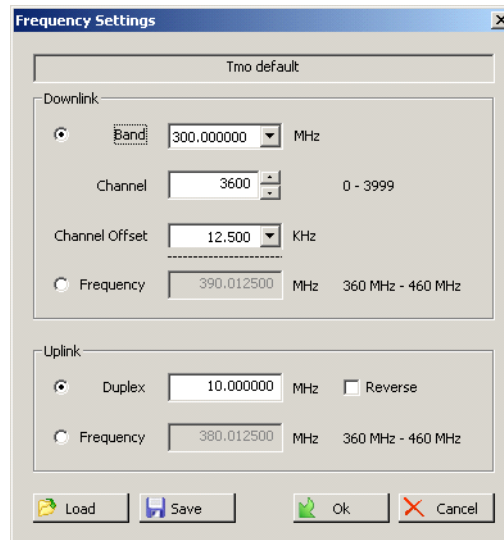 Frequency Settings
Tmo default
Downlink
Band 300.000000 MHz
Channel 3600 0 - 3999
Channel Offset 12.500 KHz
Frequency 390.012500 MHz 360 MHz - 460 MHz
Uplink
Duplex 10.000000 MHz Reverse
Frequency 380.012500 MHz 360 MHz - 460 MHz
Load Save Ok Cancel